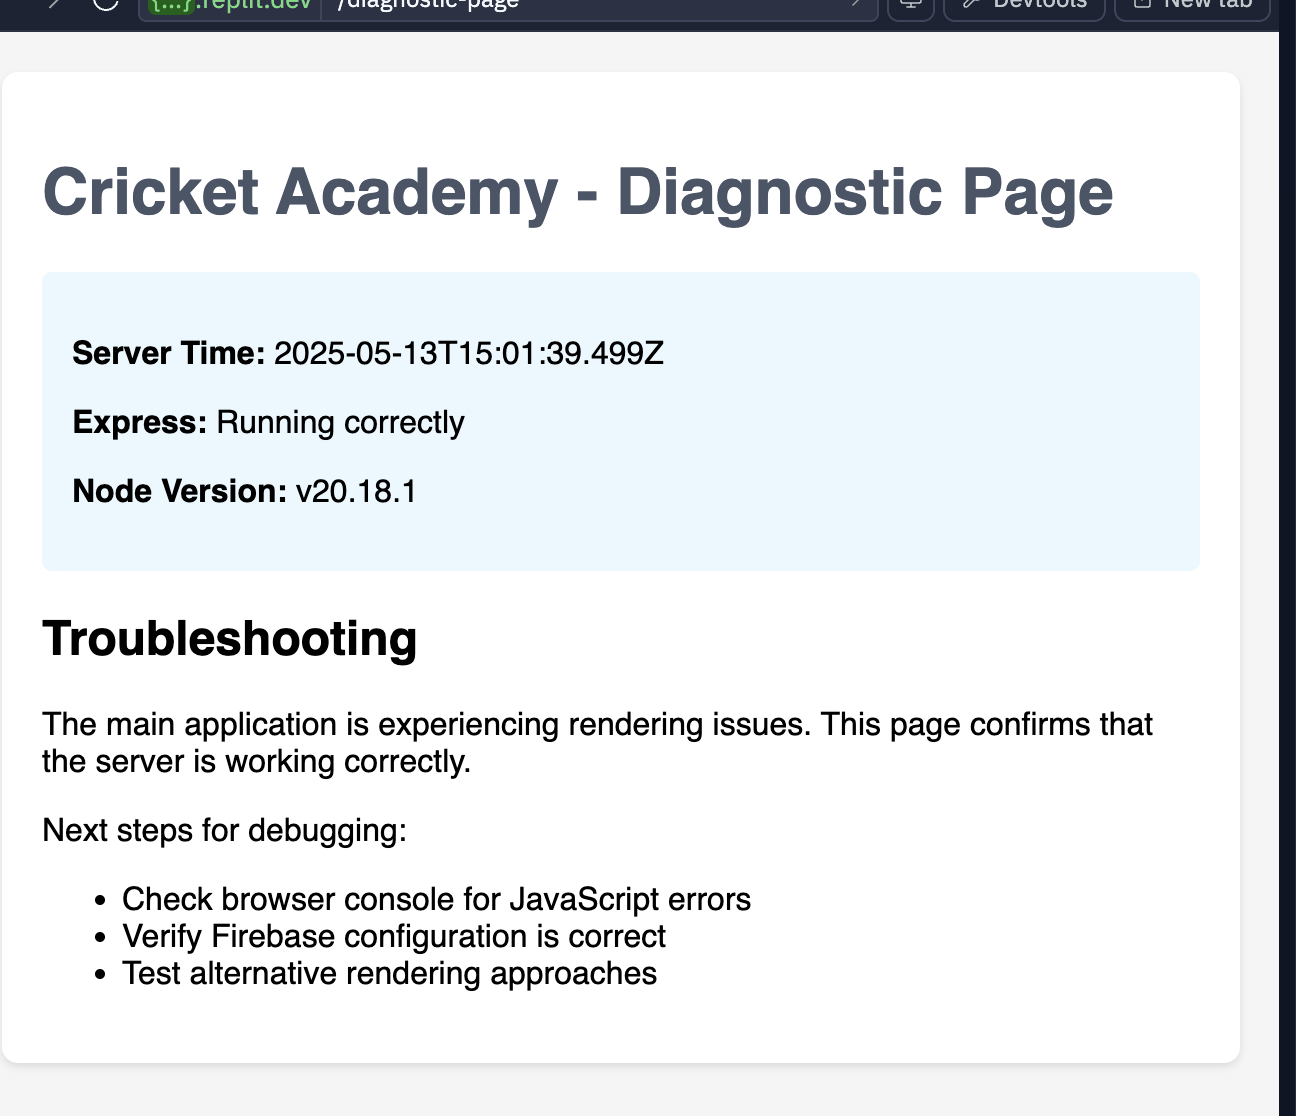 {...}.replit.dev /diagnostic-page Devtools New tab
Cricket Academy - Diagnostic Page
Server Time: 2025-05-13T15:01:39.499Z
Express: Running correctly
Node Version: v20.18.1
Troubleshooting
The main application is experiencing rendering issues. This page confirms that
the server is working correctly.
Next steps for debugging:
• Check browser console for JavaScript errors
• Verify Firebase configuration is correct
• Test alternative rendering approaches